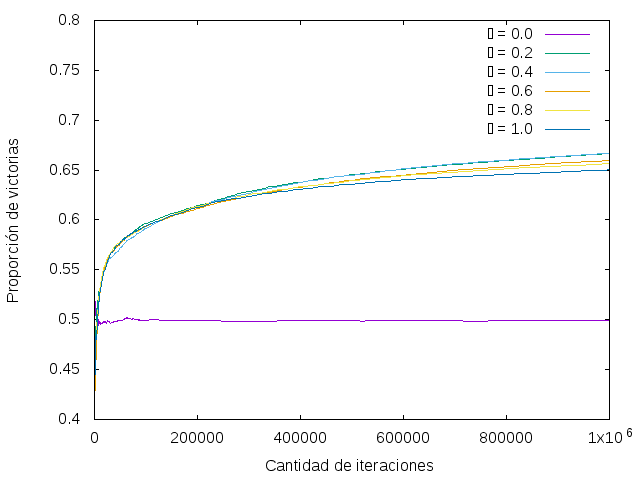 0.8
0.75
0.7
0.65
0.6
0.55
0.5
0.45
0.4
Proporción de victorias
▯ = 0.0
▯ = 0.2
▯ = 0.4
▯ = 0.6
▯ = 0.8
▯ = 1.0
0 200000 400000 600000 800000 1x10⁶
Cantidad de iteraciones